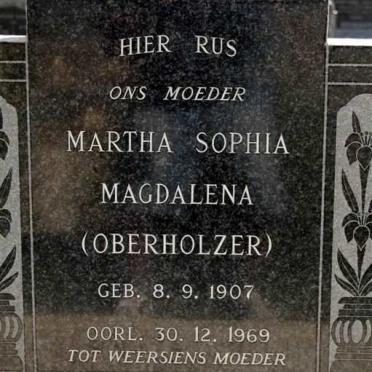 HIER RUS
ONS MOEDER
MARTHA SOPHIA
MAGDALENA
(OBERHOLZER)
GEB. 8. 9. 1907
OORL. 30. 12. 1969
TOT WEERSIENS MOEDER